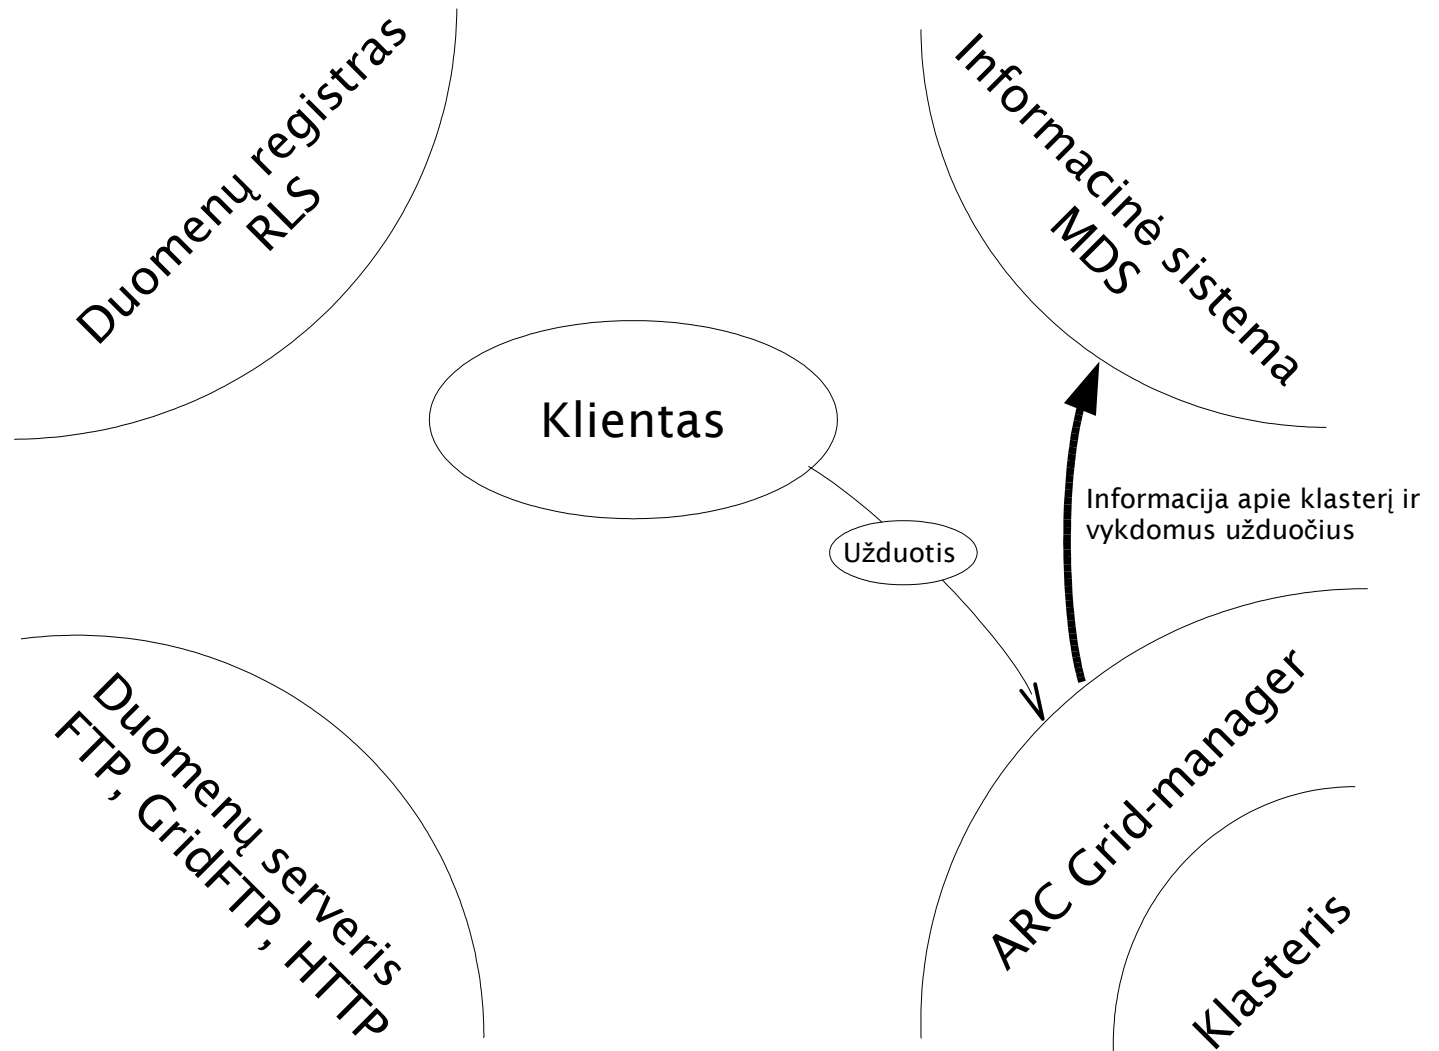 Duomenų registras
RLS
Informacinė sistema
MDS
Klientas
Informacija apie klasterį ir
vykdomus užduočius
Užduotis
Duomenų serveris
FTP, GridFTP, HTTP
ARC Grid-manager
Klasteris